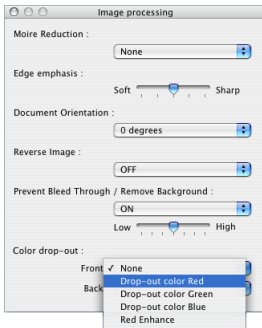 Image processing
Moire Reduction :
None
Edge emphasis :
Soft Sharp
Document Orientation :
0 degrees
Reverse Image :
OFF
Prevent Bleed Through / Remove Background :
ON
Low High
Color drop-out :
Front ✓ None
Drop-out color Red
Back Drop-out color Green
Drop-out color Blue
Red Enhance